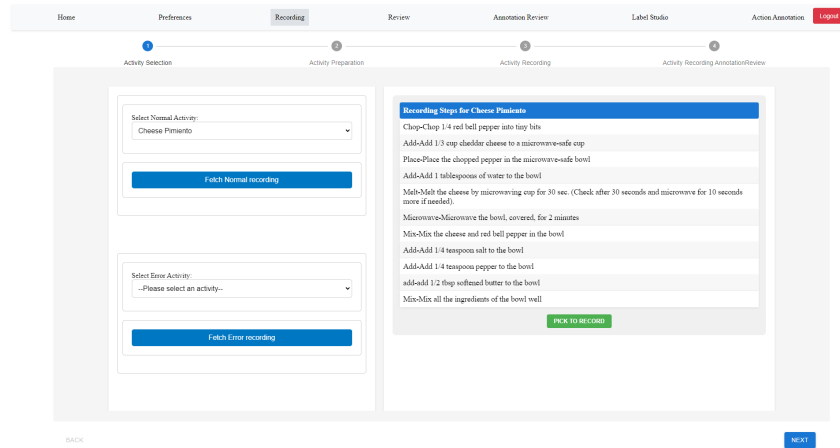 Home
Preferences
Recording
Review
Annotation Review
Label Studio
Action Annotation
Logout
1
2
3
4
Activity Selection
Activity Preparation
Activity Recording
Activity Recording AnnotationReview
Select Normal Activity:
Cheese Pimiento
Fetch Normal recording
Select Error Activity:
--Please select an activity--
Fetch Error recording
Recording Steps for Cheese Pimiento
Chop-Chop 1/4 red bell pepper into tiny bits
Add-Add 1/3 cup cheddar cheese to a microwave-safe cup
Place-Place the chopped pepper in the microwave-safe bowl
Add-Add 1 tablespoons of water to the bowl
Melt-Melt the cheese by microwaving cup for 30 sec. (Check after 30 seconds and microwave for 10 seconds
more if needed).
Microwave-Microwave the bowl, covered, for 2 minutes
Mix-Mix the cheese and red bell pepper in the bowl
Add-Add 1/4 teaspoon salt to the bowl
Add-Add 1/4 teaspoon pepper to the bowl
add-add 1/2 tbsp softened butter to the bowl
Mix-Mix all the ingredients of the bowl well
PICK TO RECORD
BACK
NEXT